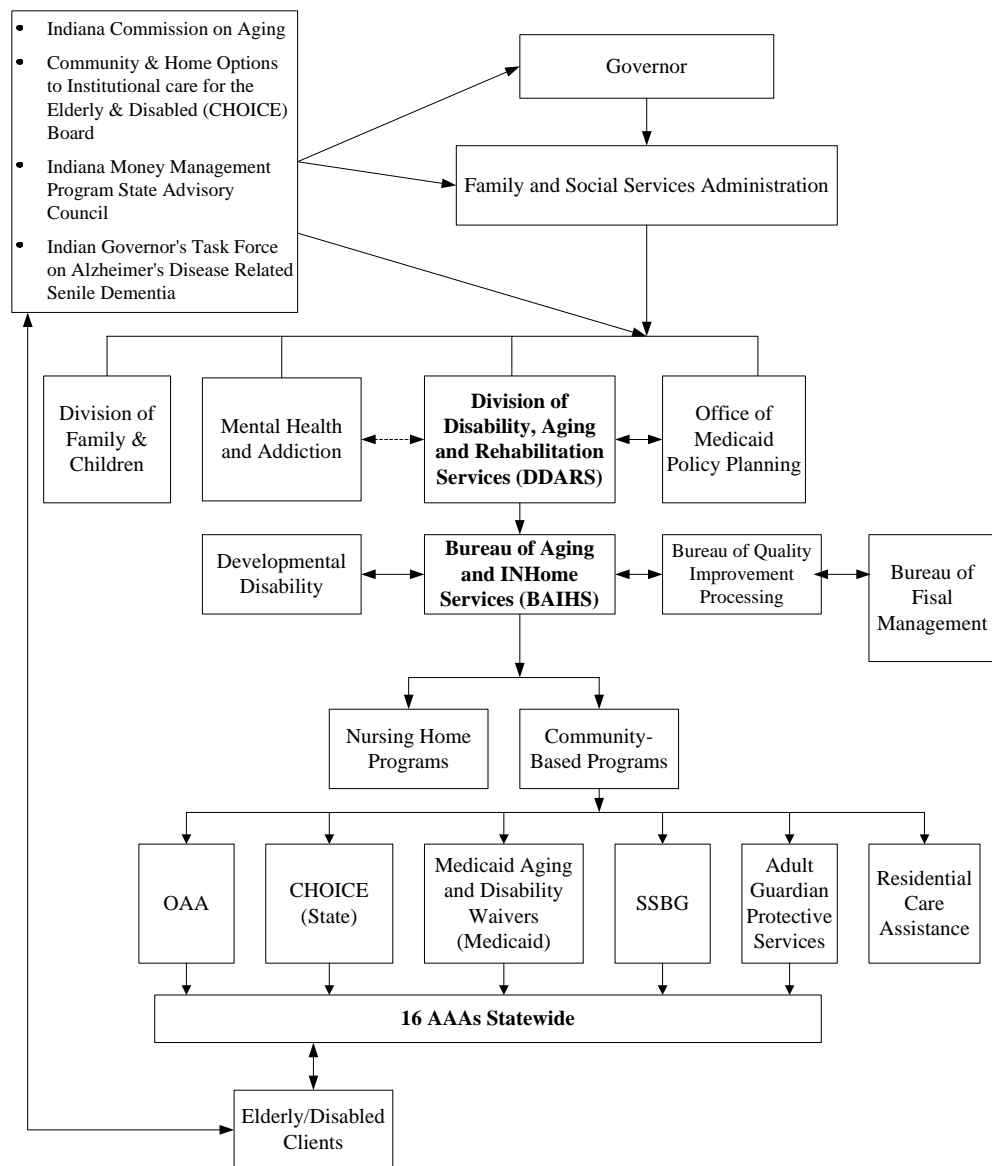 • Indiana Commission on Aging
• Community & Home Options
to Institutional care for the
Elderly & Disabled (CHOICE)
Board
• Indiana Money Management
Program State Advisory
Council
• Indian Governor's Task Force
on Alzheimer's Disease Related
Senile Dementia
Governor
Family and Social Services Administration
Division of
Family &
Children
Mental Health
and Addiction
Division of
Disability, Aging
and Rehabilitation
Services (DDARS)
Office of
Medicaid
Policy Planning
Developmental
Disability
Bureau of Aging
and INHome
Services (BAIHS)
Bureau of Quality
Improvement
Processing
Bureau of
Fisal
Management
Nursing Home
Programs
Community-
Based Programs
OAA
CHOICE
(State)
Medicaid Aging
and Disability
Waivers
(Medicaid)
SSBG
Adult
Guardian
Protective
Services
Residential
Care
Assistance
16 AAAs Statewide
Elderly/Disabled
Clients